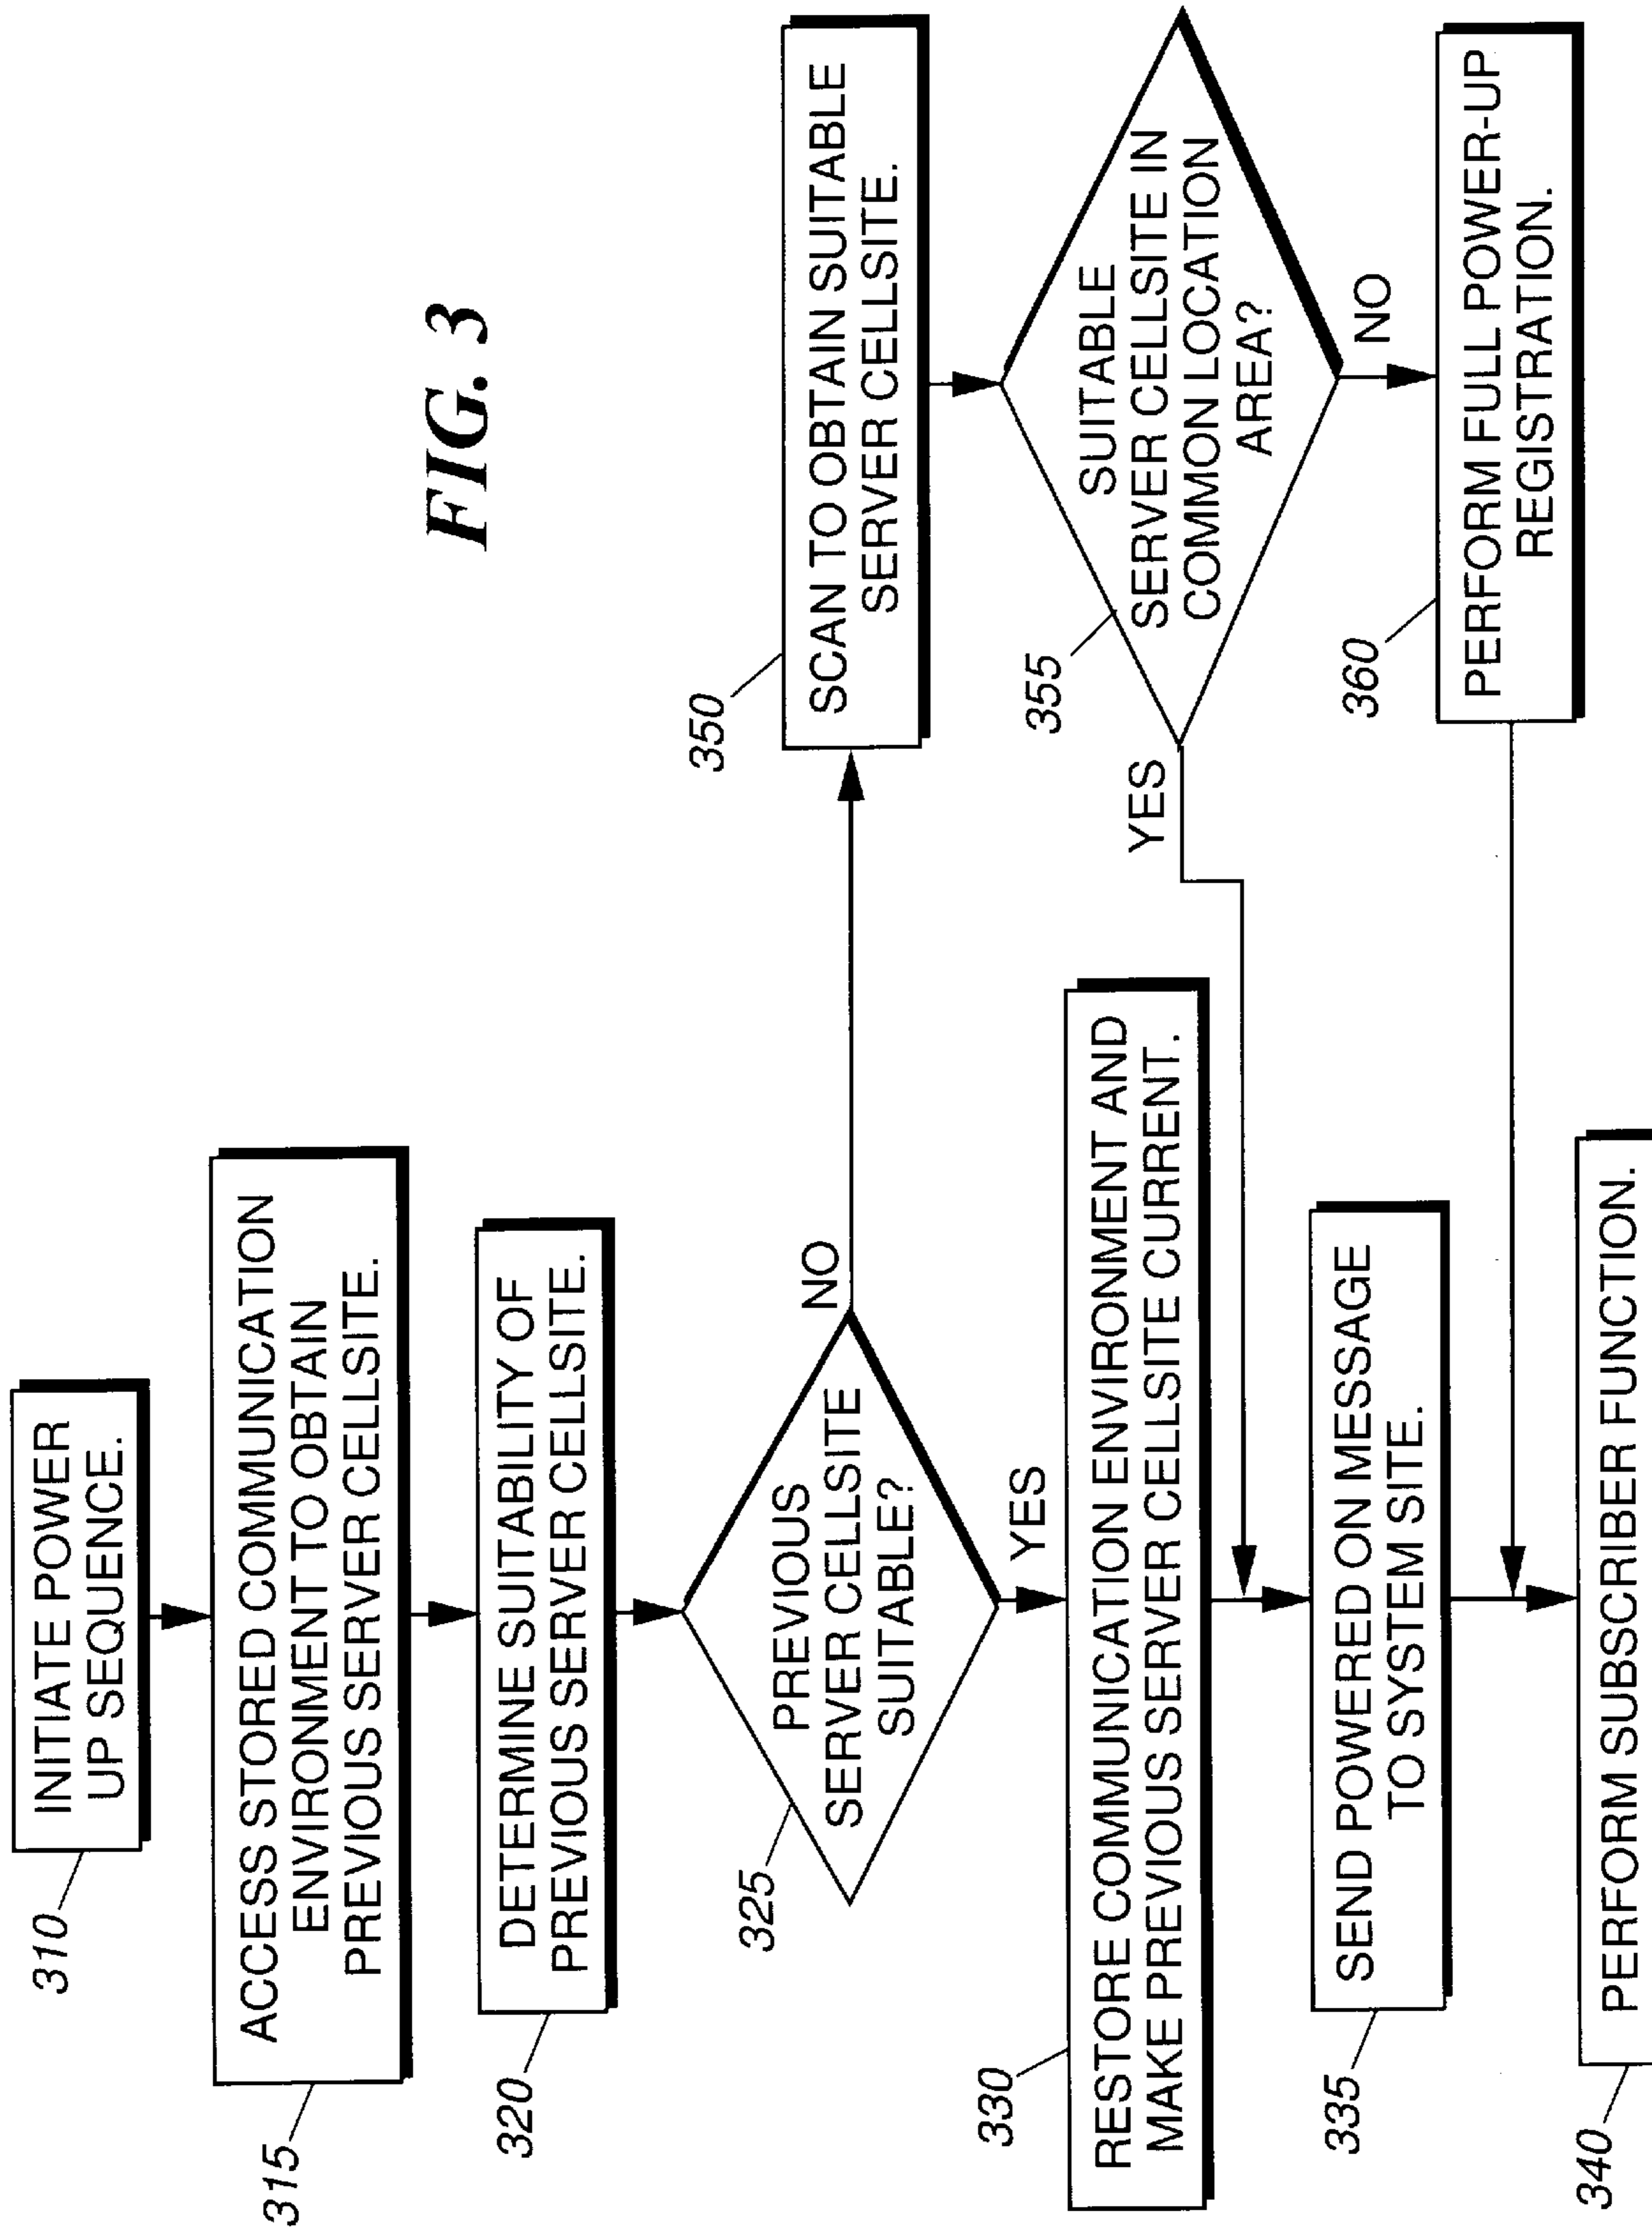 FIG. 3
310
INITIATE POWER
UP SEQUENCE.
315
ACCESS STORED COMMUNICATION
ENVIRONMENT TO OBTAIN
PREVIOUS SERVER CELLSITE.
320
DETERMINE SUITABILITY OF
PREVIOUS SERVER CELLSITE.
325
PREVIOUS
SERVER CELLSITE
SUITABLE?
NO
YES
330
RESTORE COMMUNICATION ENVIRONMENT AND
MAKE PREVIOUS SERVER CELLSITE CURRENT.
335
SEND POWERED ON MESSAGE
TO SYSTEM SITE.
340
PERFORM SUBSCRIBER FUNCTION.
350
SCAN TO OBTAIN SUITABLE
SERVER CELLSITE.
355
SUITABLE
SERVER CELLSITE IN
COMMON LOCATION
AREA?
YES
NO
360
PERFORM FULL POWER-UP
REGISTRATION.